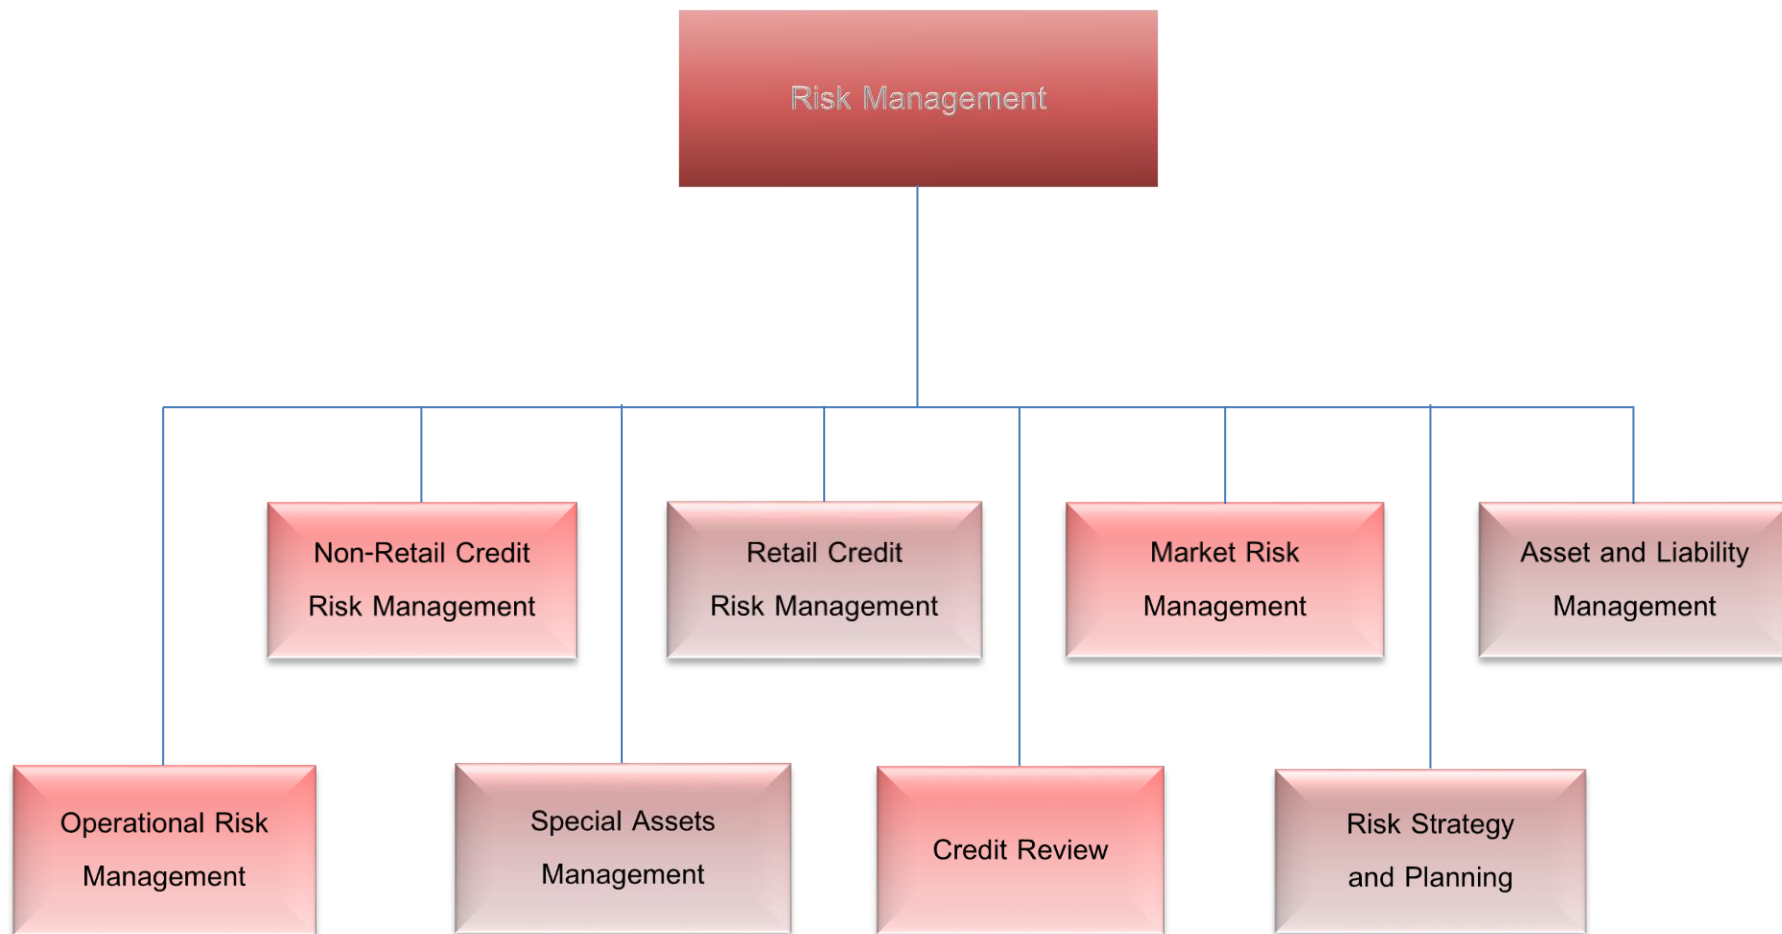 Risk Management
Non-Retail Credit
Risk Management
Retail Credit
Risk Management
Market Risk
Management
Asset and Liability
Management
Operational Risk
Management
Special Assets
Management
Credit Review
Risk Strategy
and Planning